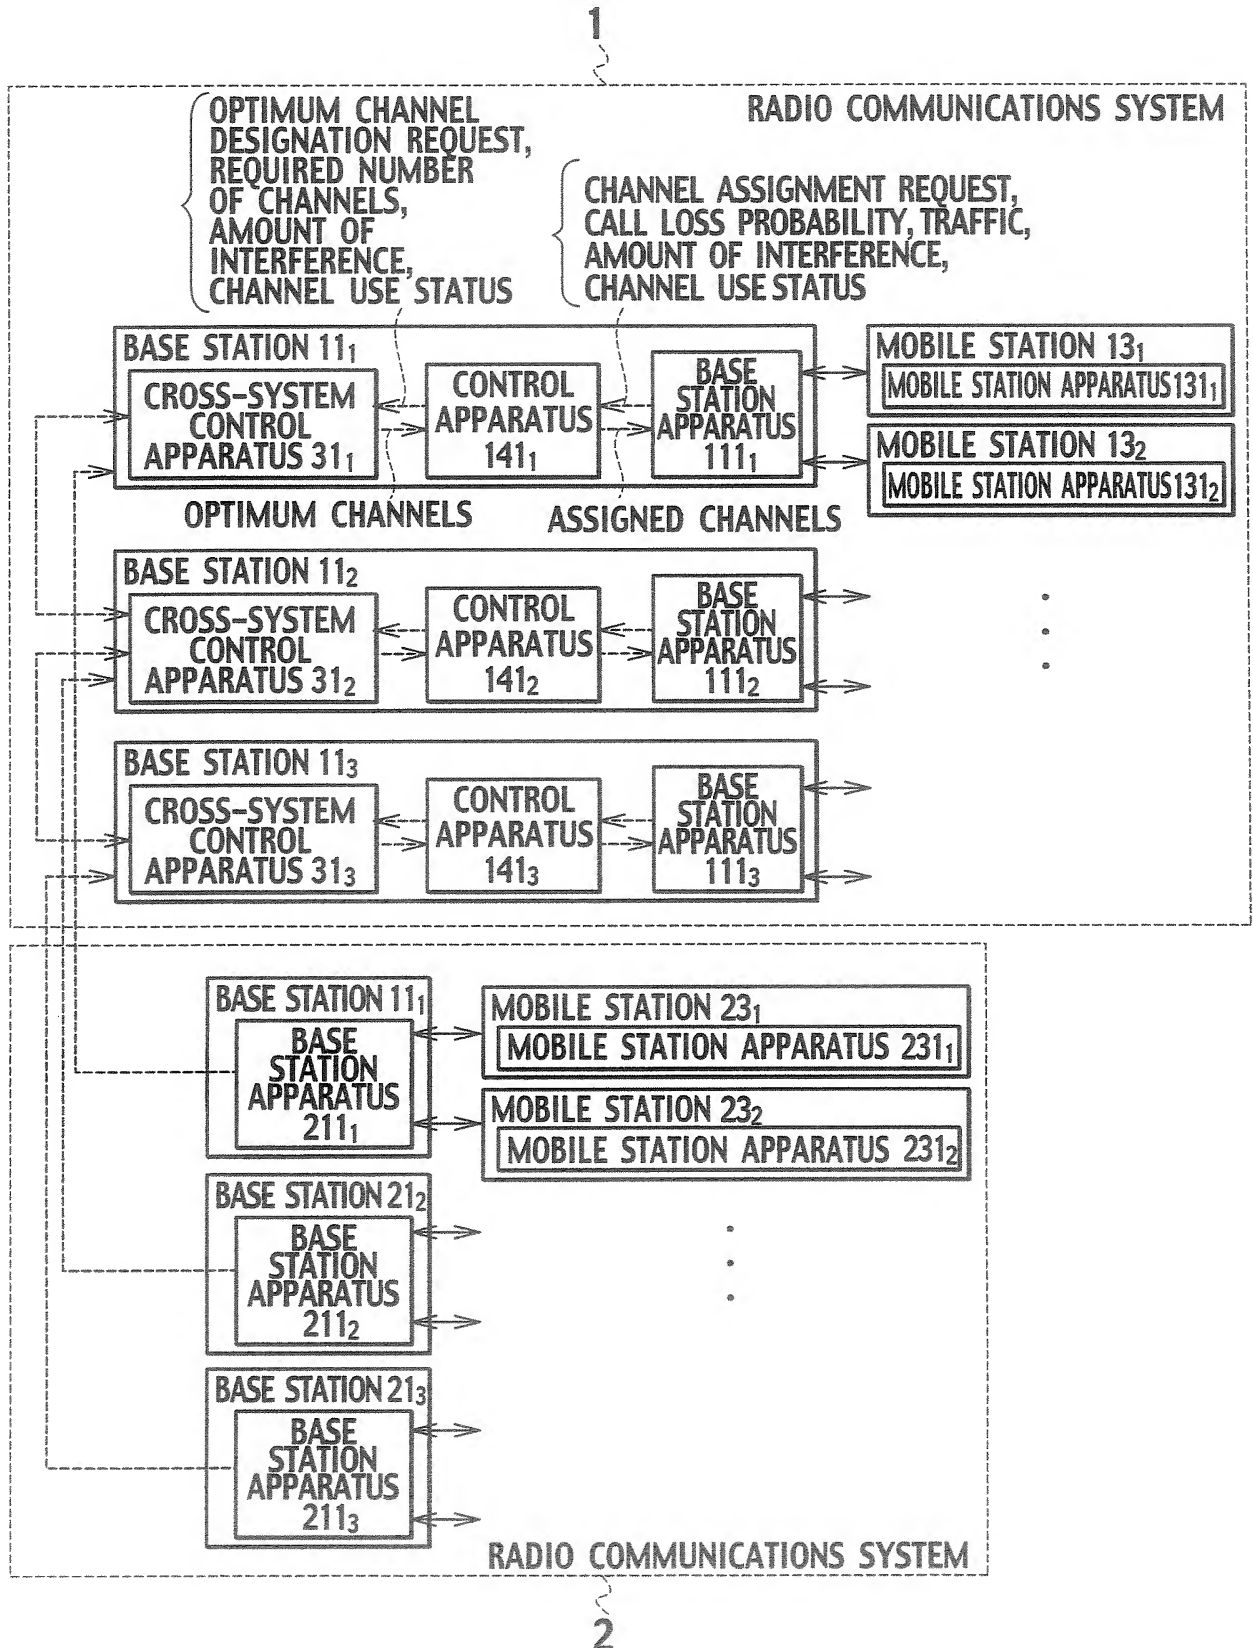 1
RADIO COMMUNICATIONS SYSTEM
OPTIMUM CHANNEL
DESIGNATION REQUEST,
REQUIRED NUMBER
OF CHANNELS,
AMOUNT OF
INTERFERENCE,
CHANNEL USE STATUS
CHANNEL ASSIGNMENT REQUEST,
CALL LOSS PROBABILITY, TRAFFIC,
AMOUNT OF INTERFERENCE,
CHANNEL USE STATUS
BASE STATION 11₁
CROSS-SYSTEM
CONTROL
APPARATUS 31₁
CONTROL
APPARATUS
141₁
BASE
STATION
APPARATUS
111₁
MOBILE STATION 13₁
MOBILE STATION APPARATUS 131₁
MOBILE STATION 13₂
MOBILE STATION APPARATUS 131₂
OPTIMUM CHANNELS
ASSIGNED CHANNELS
BASE STATION 11₂
CROSS-SYSTEM
CONTROL
APPARATUS 31₂
CONTROL
APPARATUS
141₂
BASE
STATION
APPARATUS
111₂
BASE STATION 11₃
CROSS-SYSTEM
CONTROL
APPARATUS 31₃
CONTROL
APPARATUS
141₃
BASE
STATION
APPARATUS
111₃
BASE STATION 11₁
BASE
STATION
APPARATUS
211₁
MOBILE STATION 23₁
MOBILE STATION APPARATUS 231₁
MOBILE STATION 23₂
MOBILE STATION APPARATUS 231₂
BASE STATION 21₂
BASE
STATION
APPARATUS
211₂
BASE STATION 21₃
BASE
STATION
APPARATUS
211₃
RADIO COMMUNICATIONS SYSTEM
2